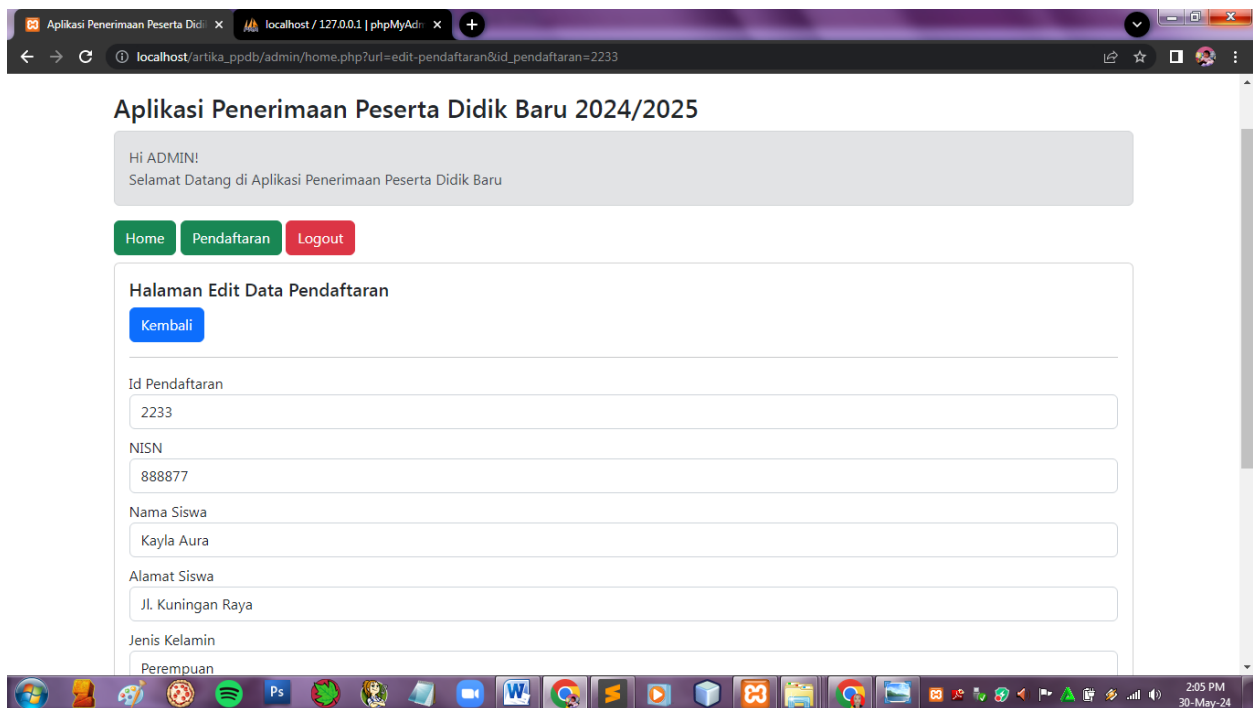 Aplikasi Penerimaan Peserta Didi
localhost / 127.0.0.1 | phpMyAdm
localhost/artika_ppdb/admin/home.php?url=edit-pendaftaran&id_pendaftaran=2233
Aplikasi Penerimaan Peserta Didik Baru 2024/2025
Hi ADMIN!
Selamat Datang di Aplikasi Penerimaan Peserta Didik Baru
Home Pendaftaran Logout
Halaman Edit Data Pendaftaran
Kembali
Id Pendaftaran
2233
NISN
888877
Nama Siswa
Kayla Aura
Alamat Siswa
Jl. Kuningan Raya
Jenis Kelamin
Perempuan
Ps
W
2:05 PM
30-May-24